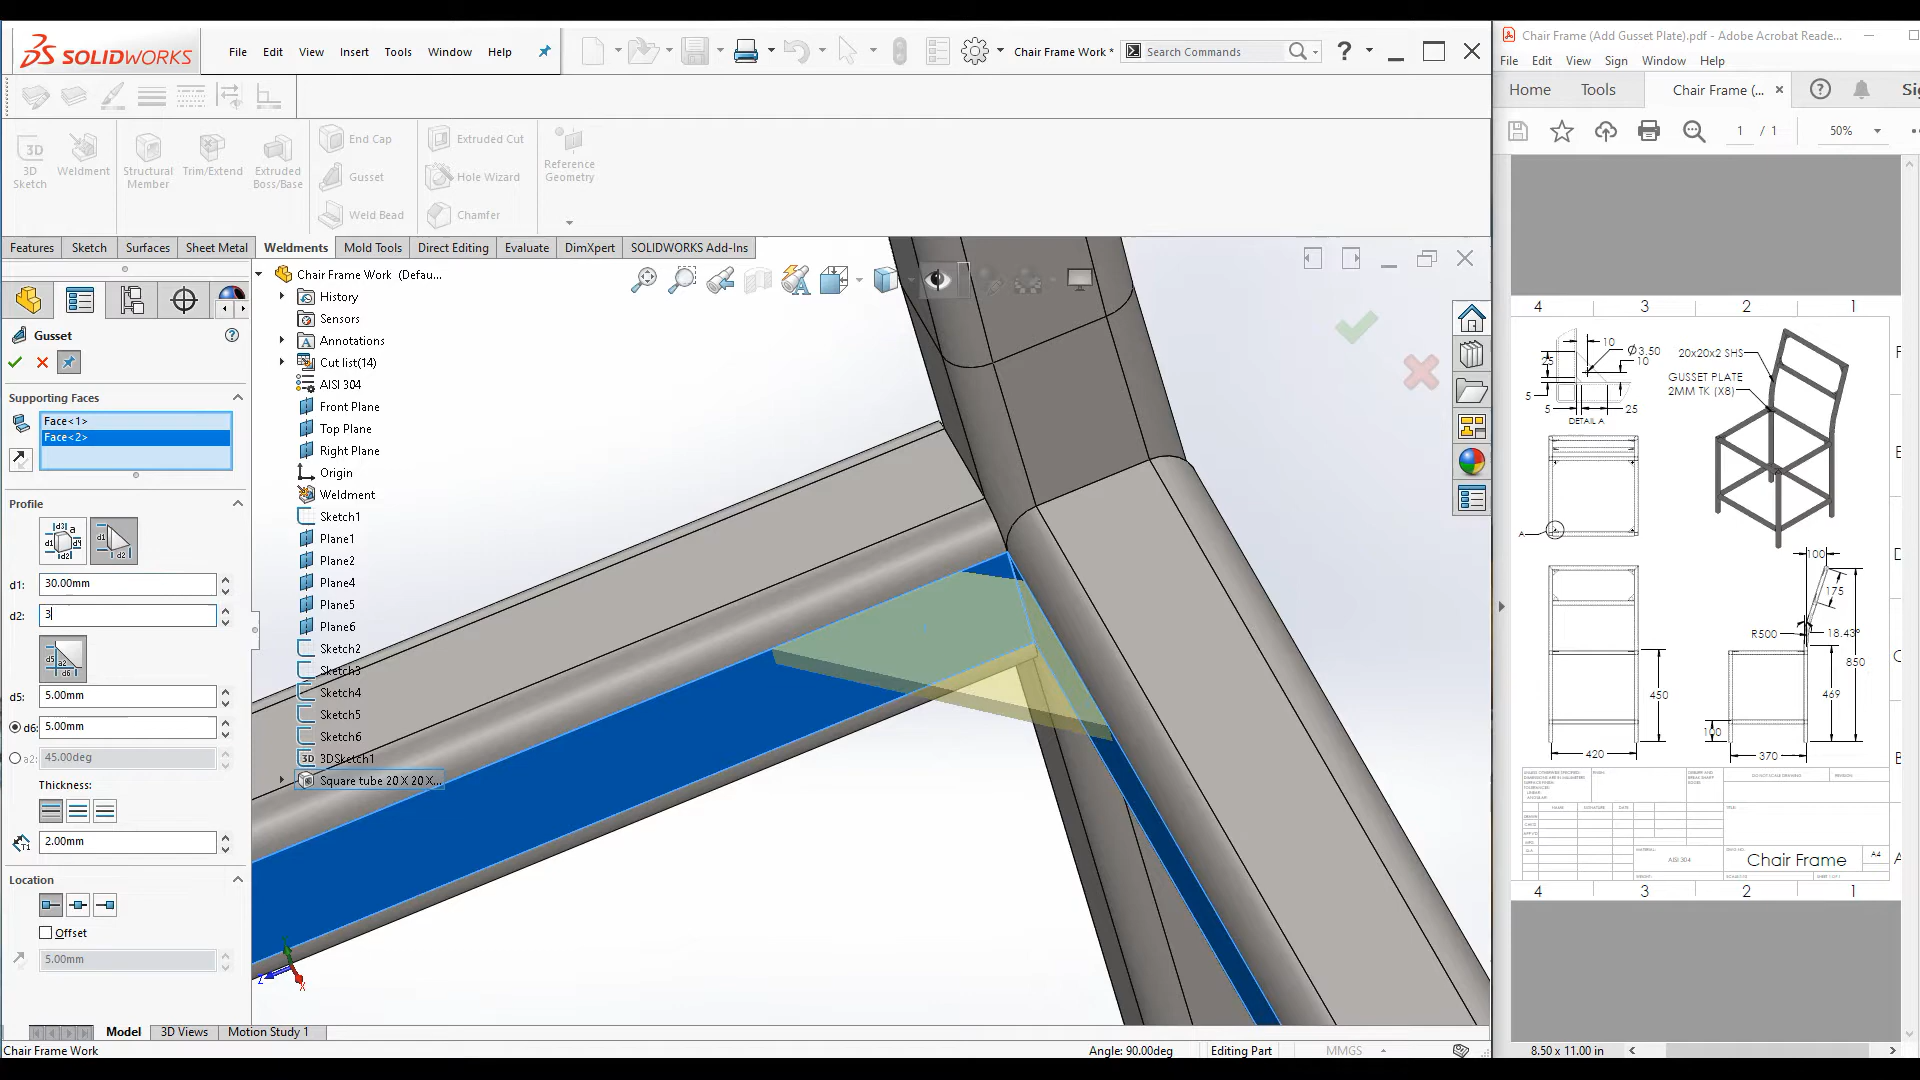 SOLIDWORKS
File Edit View Insert Tools Window Help
Chair Frame Work *
Search Commands
3D Sketch
Weldment
Structural Member
Trim/Extend
Extruded Boss/Base
End Cap
Gusset
Weld Bead
Extruded Cut
Hole Wizard
Chamfer
Reference Geometry
Features Sketch Surfaces Sheet Metal Weldments Mold Tools Direct Editing Evaluate DimXpert SOLIDWORKS Add-Ins
Gusset
Supporting Faces
Face<1>
Face<2>
Profile
d1: 30.00mm
d2: 3
d5: 5.00mm
d6: 5.00mm
a2: 45.00deg
Thickness:
2.00mm
Location
Offset
5.00mm
Chair Frame Work (Defau...
History
Sensors
Annotations
Cut list(14)
AISI 304
Front Plane
Top Plane
Right Plane
Origin
Weldment
Sketch1
Plane1
Plane2
Plane4
Plane5
Plane6
Sketch2
Sketch3
Sketch4
Sketch5
Sketch6
3DSketch1
Square tube 20 X 20 X...
Model 3D Views Motion Study 1
Chair Frame Work
Angle: 90.00deg Editing Part MMGS
Chair Frame (Add Gusset Plate).pdf - Adobe Acrobat Reade...
File Edit View Sign Window Help
Home Tools Chair Frame (... Sig
1 / 1 50%
4 3 2 1
10
Ø3.50
10
25
5
5 25
DETAIL A
20x20x2 SHS
GUSSET PLATE
2MM TK (X8)
A
100
175
R500
18.43°
850
450
469
100
420
370
AISI 304
Chair Frame
A4
4 3 2 1
8.50 x 11.00 in